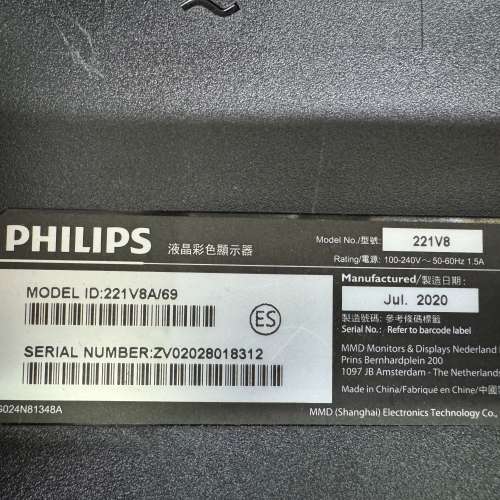 PHILIPS 液晶彩色顯示器
MODEL ID:221V8A/69
ES
SERIAL NUMBER:ZV02028018312
G024N81348A
Model No./型號: 221V8
Rating/電源: 100-240V～50-60Hz 1.5A
Manufactured/製造日期:
Jul. 2020
製造號碼: 參考條碼標籤
Serial No.: Refer to barcode label
MMD Monitors & Displays Nederland
Prins Bernhardplein 200
1097 JB Amsterdam - The Netherlands
Made in China/Fabriqué en Chine/中國
MMD (Shanghai) Electronics Technology Co.,